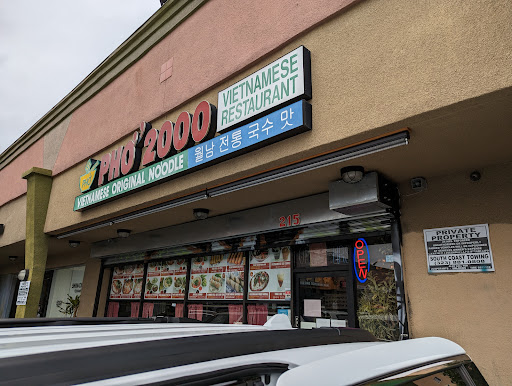 PHỞ 2000
VIETNAMESE
RESTAURANT
VIETNAMESE ORIGINAL NOODLE
월남 전통 국수 맛
215
OPEN
PRIVATE
PROPERTY
SOUTH COAST TOWING